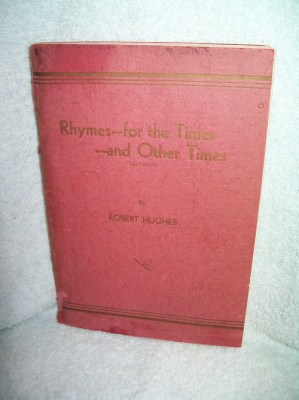 Rhymes--for the Times
--and Other Times
By
ROBERT HUGHES